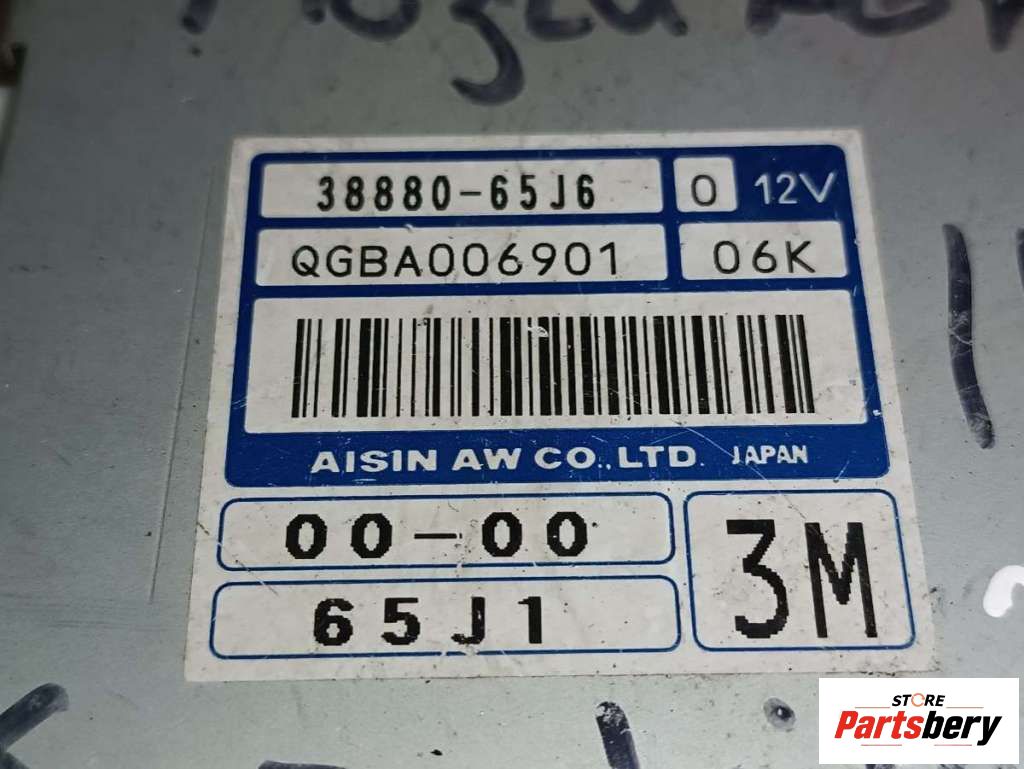 38880-65J6 0 12V
QGBA006901 06K
AISIN AW CO.,LTD. JAPAN
00-00
65J1
3M
STORE
Partsbery